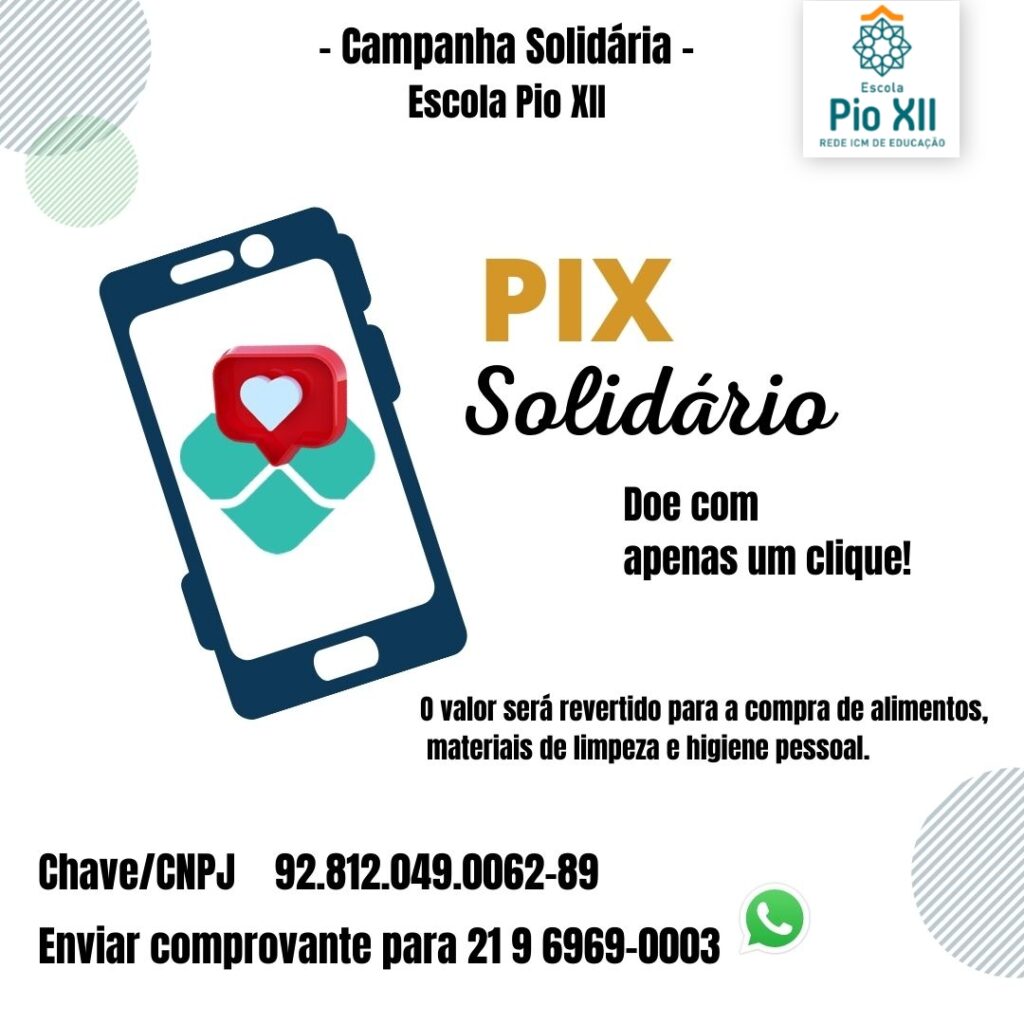 - Campanha Solidária -
Escola Pio XII
Escola
Pio XII
REDE ICM DE EDUCAÇÃO
PIX
Solidário
Doe com
apenas um clique!
O valor será revertido para a compra de alimentos,
materiais de limpeza e higiene pessoal.
Chave/CNPJ 92.812.049.0062-89
Enviar comprovante para 21 9 6969-0003